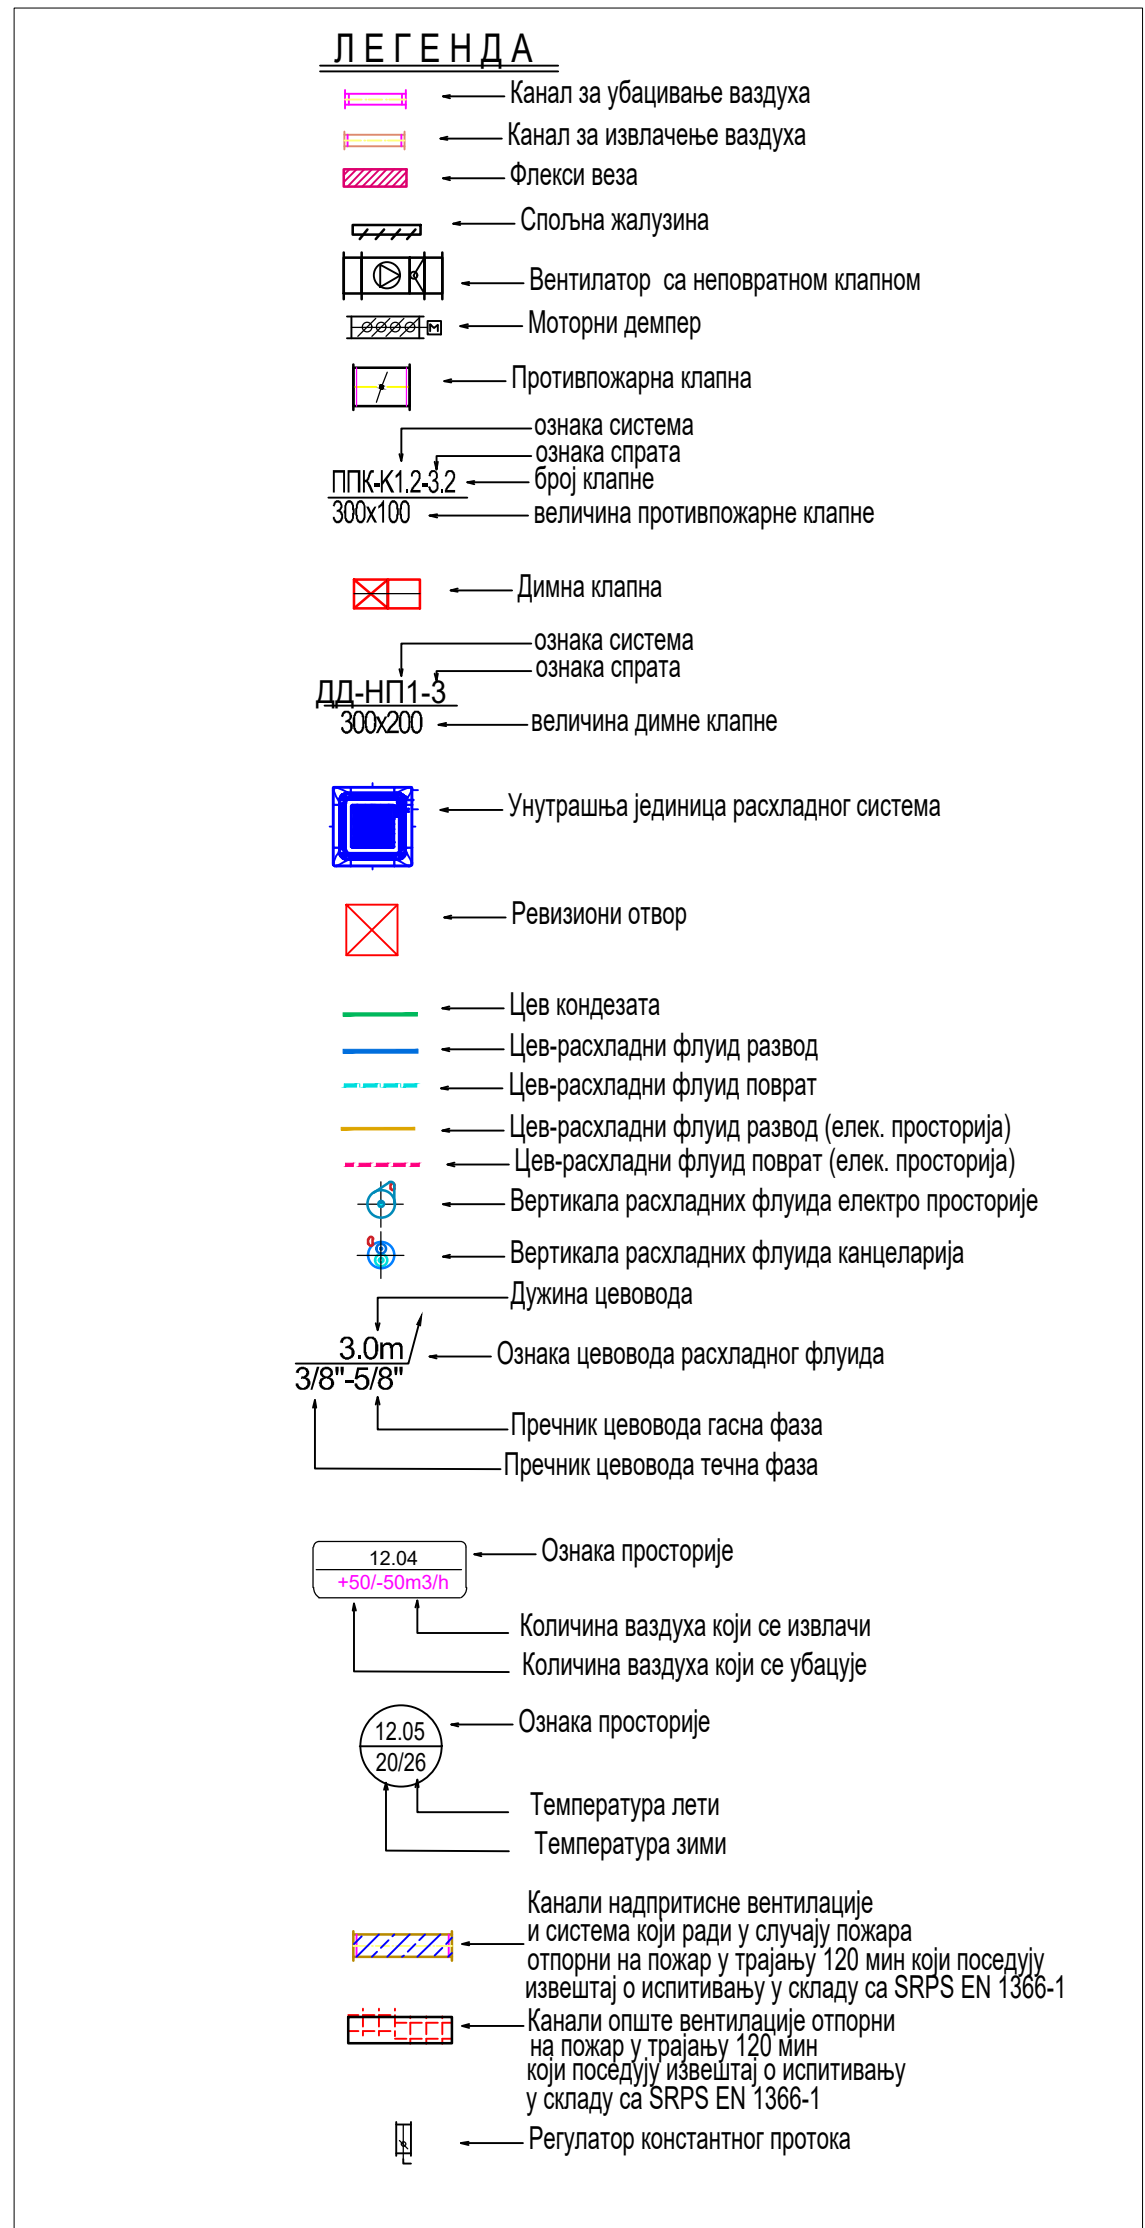 ЛЕГЕНДА
Канал за убацивање ваздуха
Канал за извлачење ваздуха
Флекси веза
Спољна жалузина
Вентилатор са неповратном клапном
M
Моторни демпер
Противпожарна клапна
ознака система
ознака спрата
ППК-К1.2-3.2
број клапне
300x100
величина противпожарне клапне
Димна клапна
ознака система
ознака спрата
ДД-НП1-3
300x200
величина димне клапне
Унутрашња јединица расхладног система
Ревизиони отвор
Цев кондезата
Цев-расхладни флуид развод
Цев-расхладни флуид поврат
Цев-расхладни флуид развод (елек. просторија)
Цев-расхладни флуид поврат (елек. просторија)
Вертикала расхладних флуида електро просторије
Вертикала расхладних флуида канцеларија
Дужина цевовода
3.0m
Ознака цевовода расхладног флуида
3/8"-5/8"
Пречник цевовода гасна фаза
Пречник цевовода течна фаза
Ознака просторије
12.04
+50/-50m3/h
Количина ваздуха који се извлачи
Количина ваздуха који се убацује
Ознака просторије
12.05
20/26
Температура лети
Температура зими
Канали надпритисне вентилације
и система који ради у случају пожара
отпорни на пожар у трајању 120 мин који поседују
извештај о испитивању у складу са SRPS EN 1366-1
Канали опште вентилације отпорни
на пожар у трајању 120 мин
који поседују извештај о испитивању
у складу са SRPS EN 1366-1
Регулатор константног протока